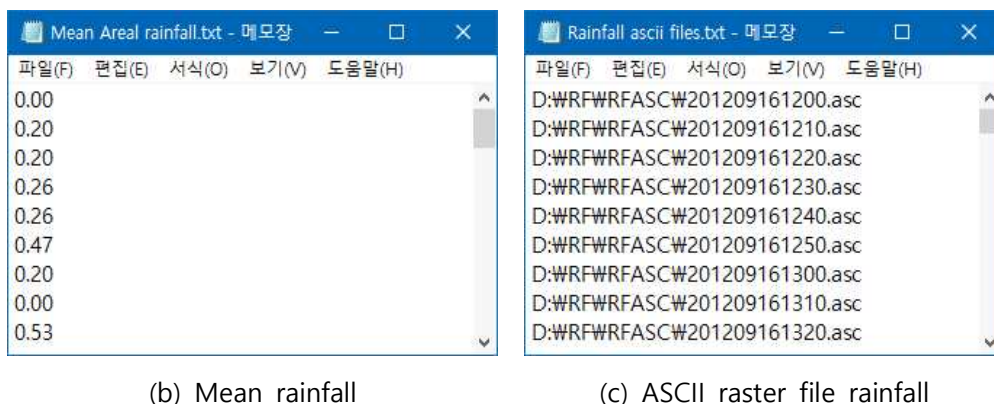 Mean Areal rainfall.txt - 메모장
파일(F) 편집(E) 서식(O) 보기(V) 도움말(H)
0.00
0.20
0.20
0.26
0.26
0.47
0.20
0.00
0.53
(b) Mean rainfall
Rainfall ascii files.txt - 메모장
파일(F) 편집(E) 서식(O) 보기(V) 도움말(H)
D:₩RF₩RFASC₩201209161200.asc
D:₩RF₩RFASC₩201209161210.asc
D:₩RF₩RFASC₩201209161220.asc
D:₩RF₩RFASC₩201209161230.asc
D:₩RF₩RFASC₩201209161240.asc
D:₩RF₩RFASC₩201209161250.asc
D:₩RF₩RFASC₩201209161300.asc
D:₩RF₩RFASC₩201209161310.asc
D:₩RF₩RFASC₩201209161320.asc
(c) ASCII raster file rainfall